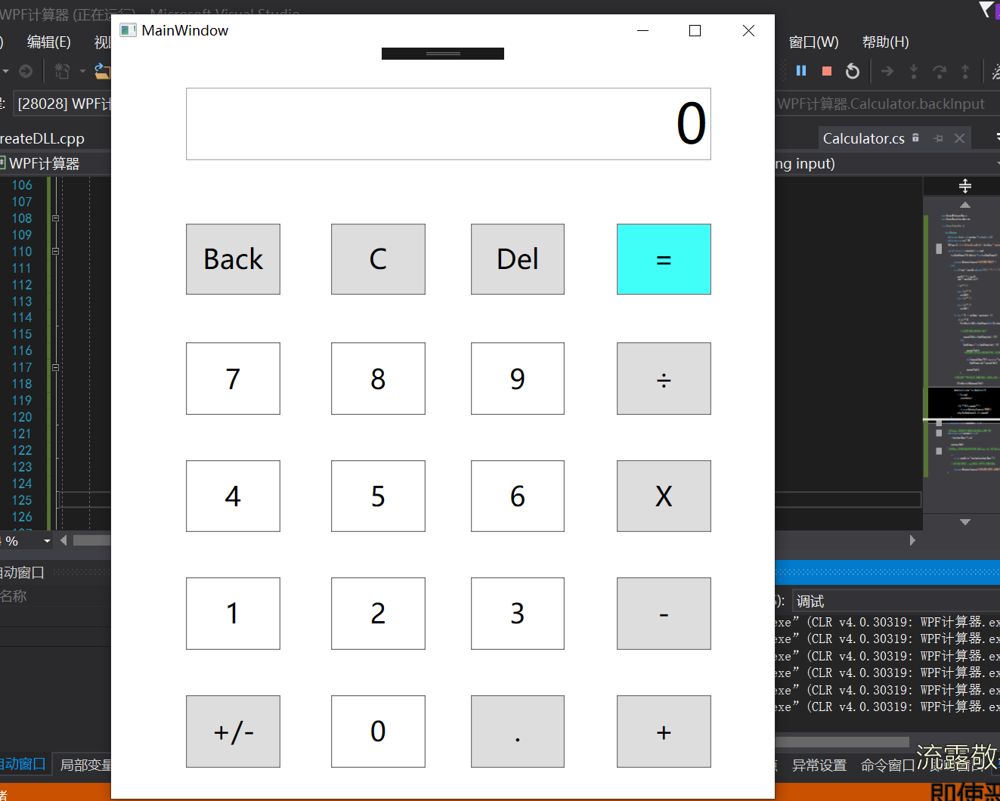 WPF计算器 (正在运行) - Microsoft Visual Studio
MainWindow
编辑(E)
窗口(W) 帮助(H)
[28028] WPF计
WPF计算器.Calculator.backInput
reateDLL.cpp
Calculator.cs
WPF计算器
ng input)
0
106
107
108
109
110
111
112
113
114
115
116
117
118
119
120
121
122
123
124
125
126
Back C Del =
7 8 9 ÷
4 5 6 X
1 2 3 -
+/- 0 . +
%
自动窗口
名称
调试
exe” (CLR v4.0.30319: WPF计算器.ex
exe” (CLR v4.0.30319: WPF计算器.ex
exe” (CLR v4.0.30319: WPF计算器.ex
exe” (CLR v4.0.30319: WPF计算器.ex
exe” (CLR v4.0.30319: WPF计算器.ex
exe” (CLR v4.0.30319: WPF计算器.ex
自动窗口 局部变量
异常设置 命令窗口
流露敬
即使